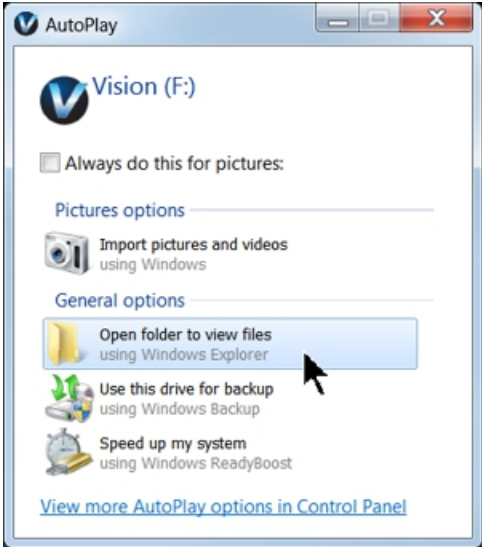 AutoPlay
Vision (F:)
Always do this for pictures:
Pictures options
Import pictures and videos
using Windows
General options
Open folder to view files
using Windows Explorer
Use this drive for backup
using Windows Backup
Speed up my system
using Windows ReadyBoost
View more AutoPlay options in Control Panel